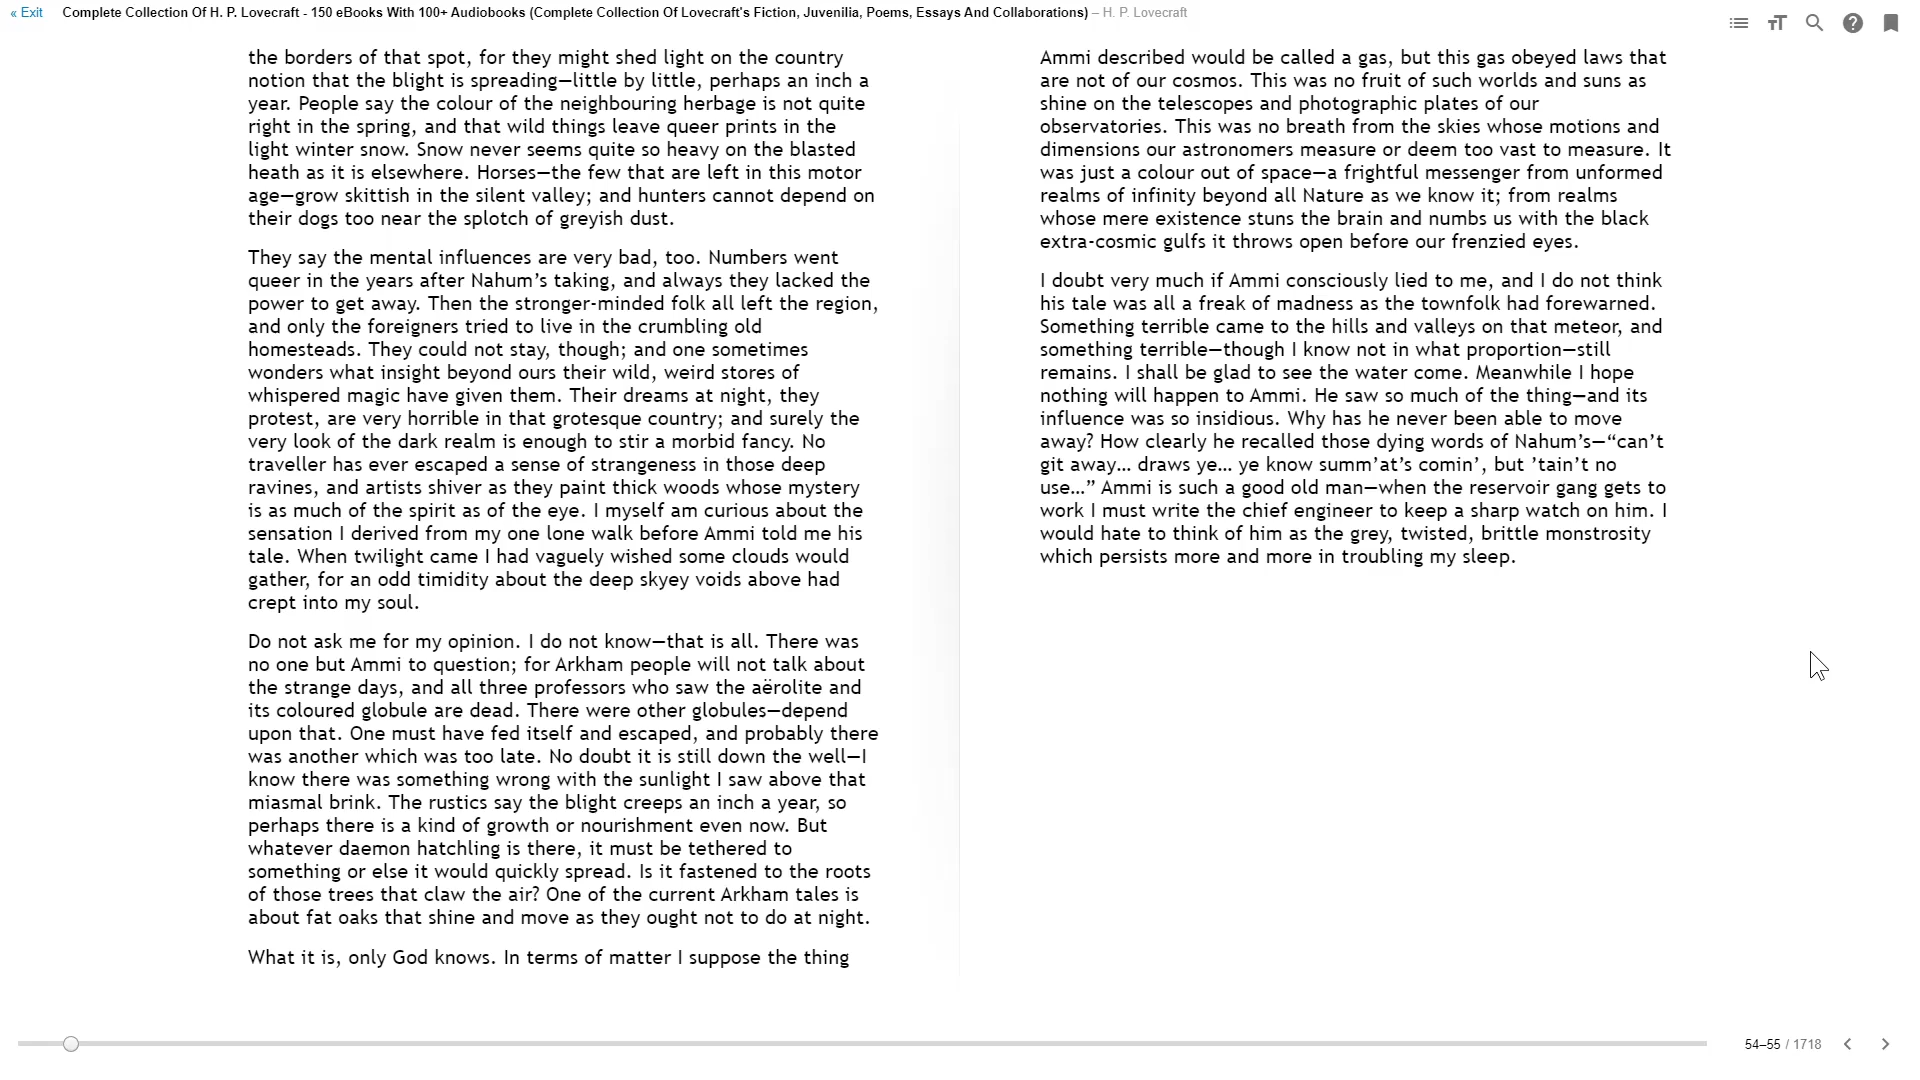 « Exit
Complete Collection Of H. P. Lovecraft - 150 eBooks With 100+ Audiobooks (Complete Collection Of Lovecraft's Fiction, Juvenilia, Poems, Essays And Collaborations) – H. P. Lovecraft
the borders of that spot, for they might shed light on the country
notion that the blight is spreading—little by little, perhaps an inch a
year. People say the colour of the neighbouring herbage is not quite
right in the spring, and that wild things leave queer prints in the
light winter snow. Snow never seems quite so heavy on the blasted
heath as it is elsewhere. Horses—the few that are left in this motor
age—grow skittish in the silent valley; and hunters cannot depend on
their dogs too near the splotch of greyish dust.
They say the mental influences are very bad, too. Numbers went
queer in the years after Nahum’s taking, and always they lacked the
power to get away. Then the stronger-minded folk all left the region,
and only the foreigners tried to live in the crumbling old
homesteads. They could not stay, though; and one sometimes
wonders what insight beyond ours their wild, weird stores of
whispered magic have given them. Their dreams at night, they
protest, are very horrible in that grotesque country; and surely the
very look of the dark realm is enough to stir a morbid fancy. No
traveller has ever escaped a sense of strangeness in those deep
ravines, and artists shiver as they paint thick woods whose mystery
is as much of the spirit as of the eye. I myself am curious about the
sensation I derived from my one lone walk before Ammi told me his
tale. When twilight came I had vaguely wished some clouds would
gather, for an odd timidity about the deep skyey voids above had
crept into my soul.
Do not ask me for my opinion. I do not know—that is all. There was
no one but Ammi to question; for Arkham people will not talk about
the strange days, and all three professors who saw the aërolite and
its coloured globule are dead. There were other globules—depend
upon that. One must have fed itself and escaped, and probably there
was another which was too late. No doubt it is still down the well—I
know there was something wrong with the sunlight I saw above that
miasmal brink. The rustics say the blight creeps an inch a year, so
perhaps there is a kind of growth or nourishment even now. But
whatever daemon hatchling is there, it must be tethered to
something or else it would quickly spread. Is it fastened to the roots
of those trees that claw the air? One of the current Arkham tales is
about fat oaks that shine and move as they ought not to do at night.
What it is, only God knows. In terms of matter I suppose the thing
Ammi described would be called a gas, but this gas obeyed laws that
are not of our cosmos. This was no fruit of such worlds and suns as
shine on the telescopes and photographic plates of our
observatories. This was no breath from the skies whose motions and
dimensions our astronomers measure or deem too vast to measure. It
was just a colour out of space—a frightful messenger from unformed
realms of infinity beyond all Nature as we know it; from realms
whose mere existence stuns the brain and numbs us with the black
extra-cosmic gulfs it throws open before our frenzied eyes.
I doubt very much if Ammi consciously lied to me, and I do not think
his tale was all a freak of madness as the townfolk had forewarned.
Something terrible came to the hills and valleys on that meteor, and
something terrible—though I know not in what proportion—still
remains. I shall be glad to see the water come. Meanwhile I hope
nothing will happen to Ammi. He saw so much of the thing—and its
influence was so insidious. Why has he never been able to move
away? How clearly he recalled those dying words of Nahum’s—“can’t
git away… draws ye… ye know summ’at’s comin’, but ’tain’t no
use…” Ammi is such a good old man—when the reservoir gang gets to
work I must write the chief engineer to keep a sharp watch on him. I
would hate to think of him as the grey, twisted, brittle monstrosity
which persists more and more in troubling my sleep.
54–55 / 1718